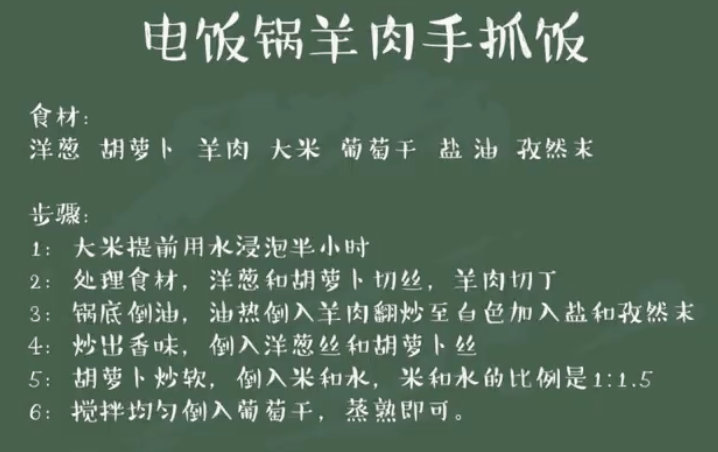 电饭锅羊肉手抓饭
食材:
洋葱 胡萝卜 羊肉 大米 葡萄干 盐 油 孜然末
步骤:
1: 大米提前用水浸泡半小时
2: 处理食材, 洋葱和胡萝卜切丝, 羊肉切丁
3: 锅底倒油, 油热倒入羊肉翻炒至白色加入盐和孜然末
4: 炒出香味, 倒入洋葱丝和胡萝卜丝
5: 胡萝卜炒软, 倒入米和水, 米和水的比例是1:1.5
6: 搅拌均匀倒入葡萄干, 蒸熟即可。